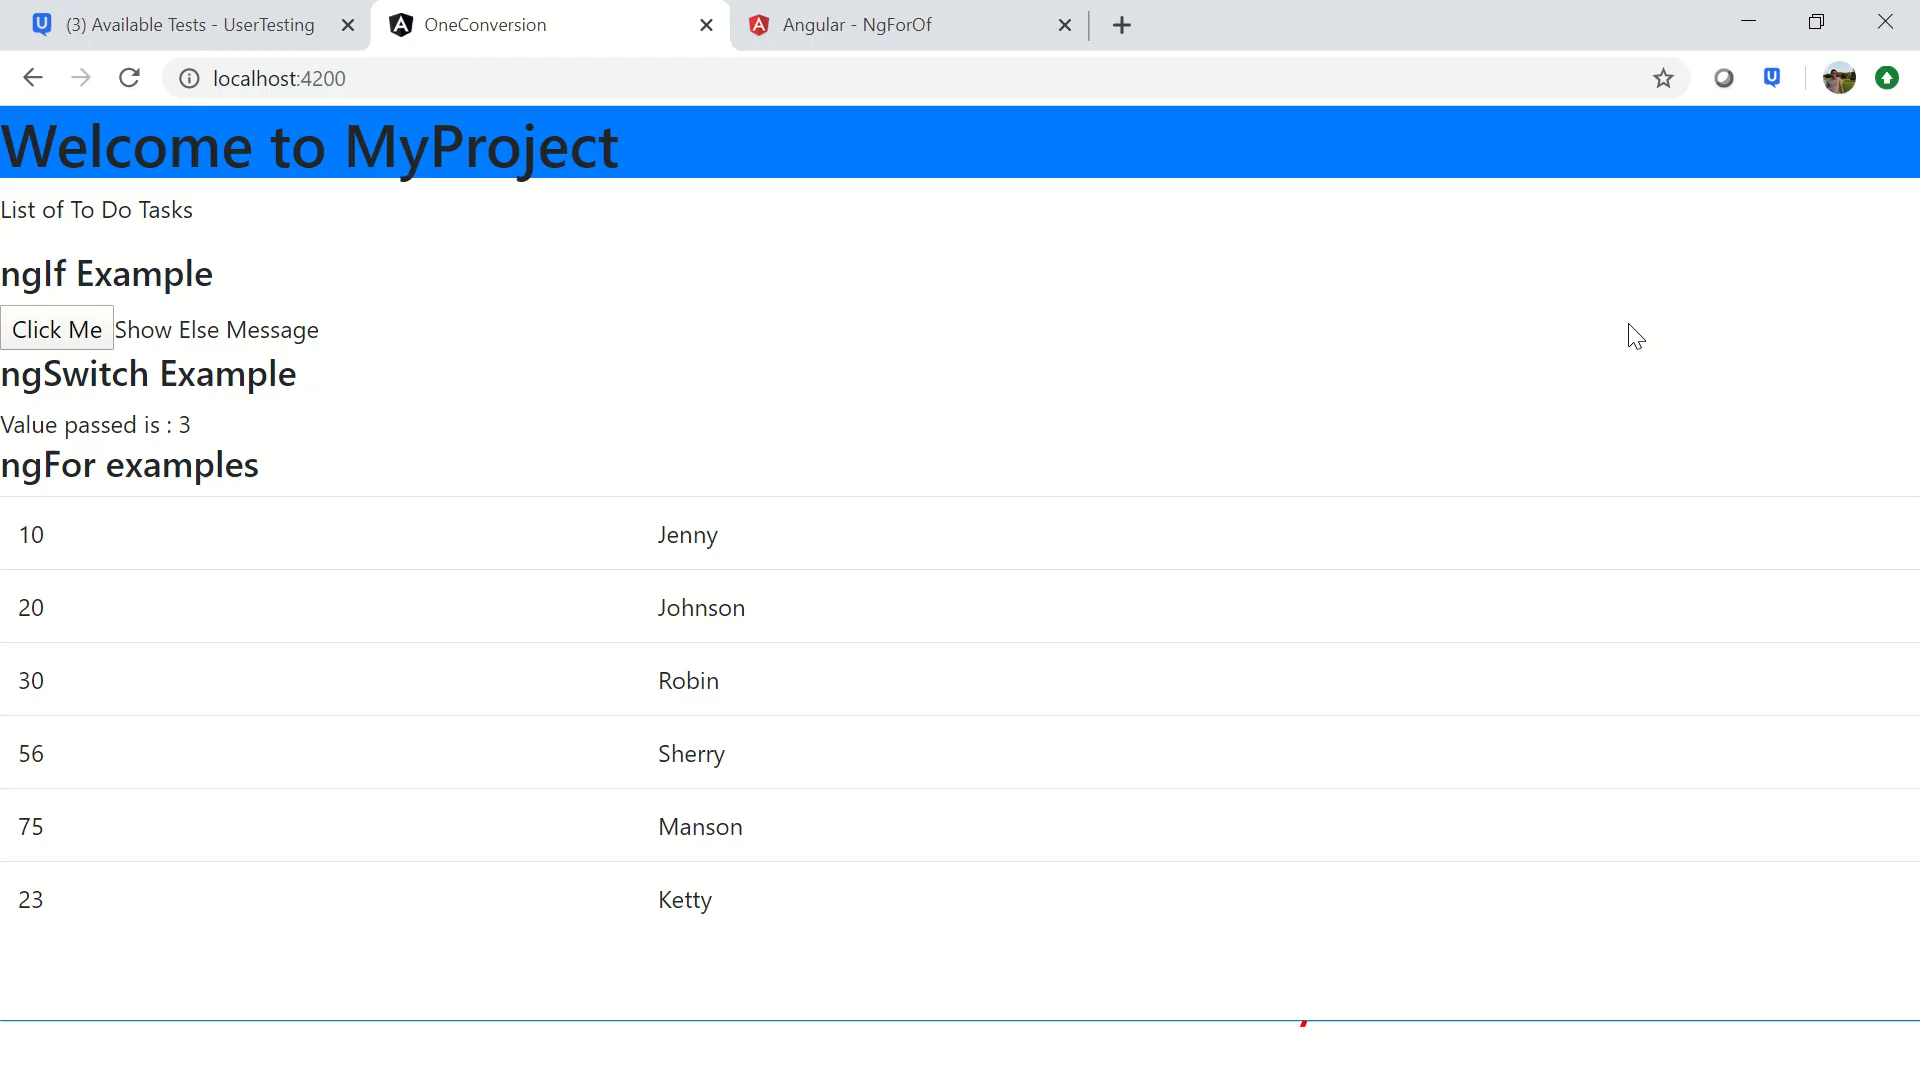 (3) Available Tests - UserTesting
OneConversion
Angular - NgForOf
localhost:4200
Welcome to MyProject
List of To Do Tasks
ngIf Example
Click Me Show Else Message
ngSwitch Example
Value passed is : 3
ngFor examples
10 Jenny
20 Johnson
30 Robin
56 Sherry
75 Manson
23 Ketty